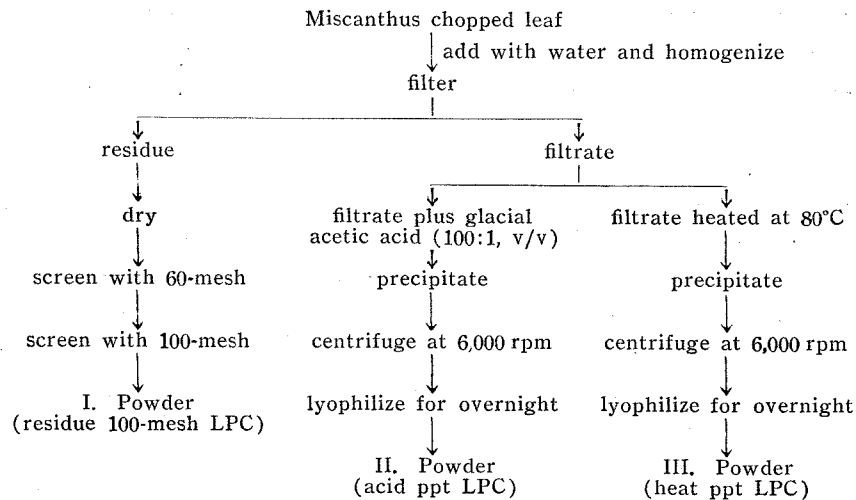 Miscanthus chopped leaf
add with water and homogenize
filter
residue
filtrate
dry
filtrate plus glacial
acetic acid (100:1, v/v)
filtrate heated at 80°C
screen with 60-mesh
precipitate
precipitate
screen with 100-mesh
centrifuge at 6,000 rpm
centrifuge at 6,000 rpm
I. Powder
(residue 100-mesh LPC)
lyophilize for overnight
lyophilize for overnight
II. Powder
(acid ppt LPC)
III. Powder
(heat ppt LPC)